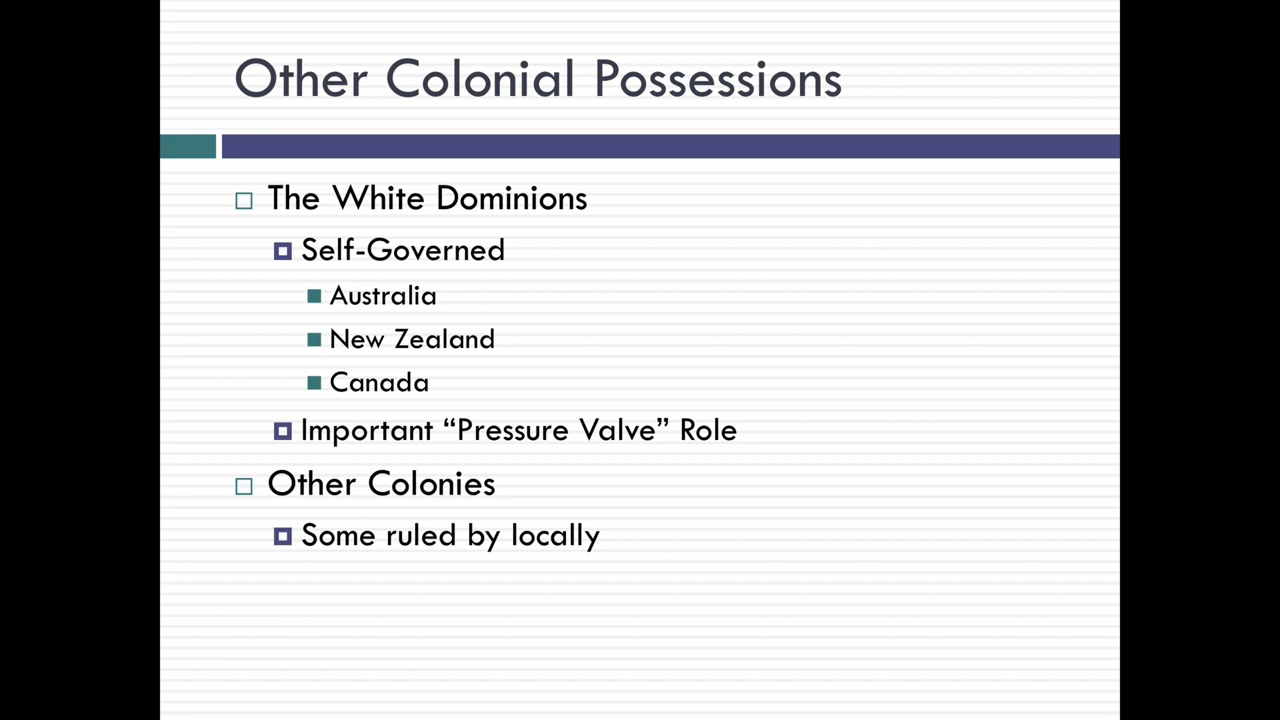 Other Colonial Possessions
The White Dominions
Self-Governed
Australia
New Zealand
Canada
Important “Pressure Valve” Role
Other Colonies
Some ruled by locally